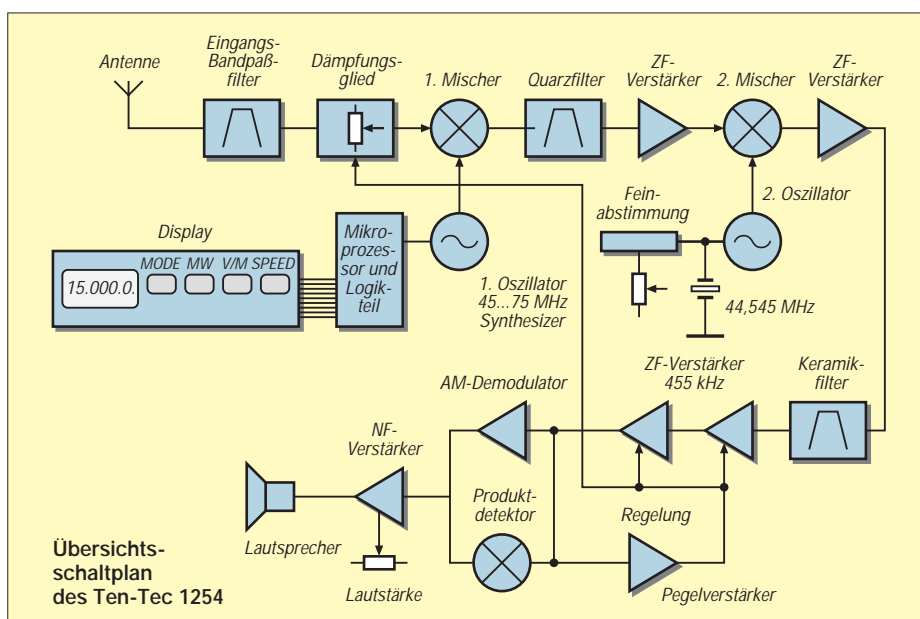 Antenne
Eingangs-
Bandpaß-
filter
Dämpfungs-
glied
1. Mischer
Quarzfilter
ZF-
Verstärker
2. Mischer
ZF-
Verstärker
Display
MODE MW V/M SPEED
15.000.0.
Mikro-
prozes-
sor und
Logik-
teil
1. Oszillator
45...75 MHz
Synthesizer
Fein-
abstimmung
2. Oszillator
44,545 MHz
AM-Demodulator
ZF-Verstärker
455 kHz
Keramik-
filter
NF-
Verstärker
Lautsprecher
Lautstärke
Produkt-
detektor
Regelung
Pegelverstärker
Übersichts-
schaltplan
des Ten-Tec 1254